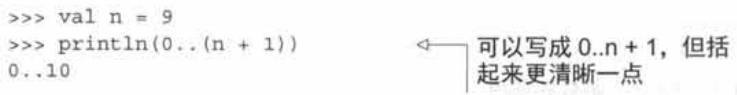 >>> val n = 9
>>> println(0..(n + 1))
0..10
可以写成 0..n + 1，但括
起来更清晰一点